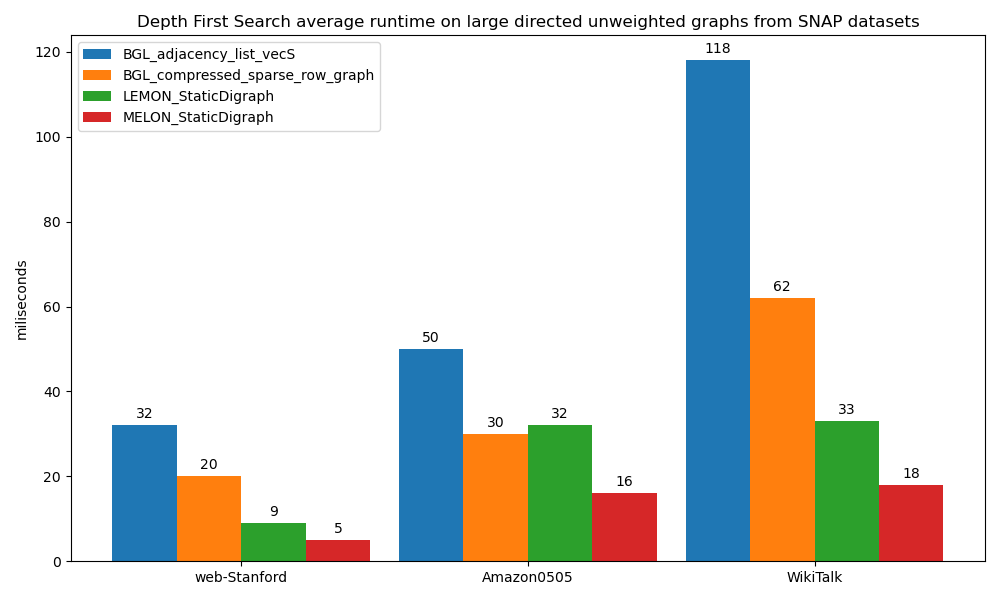 Depth First Search average runtime on large directed unweighted graphs from SNAP datasets
BGL_adjacency_list_vecS
BGL_compressed_sparse_row_graph
LEMON_StaticDigraph
MELON_StaticDigraph
miliseconds
120
100
80
60
40
20
0
32
20
9
5
50
30
32
16
118
62
33
18
web-Stanford
Amazon0505
WikiTalk